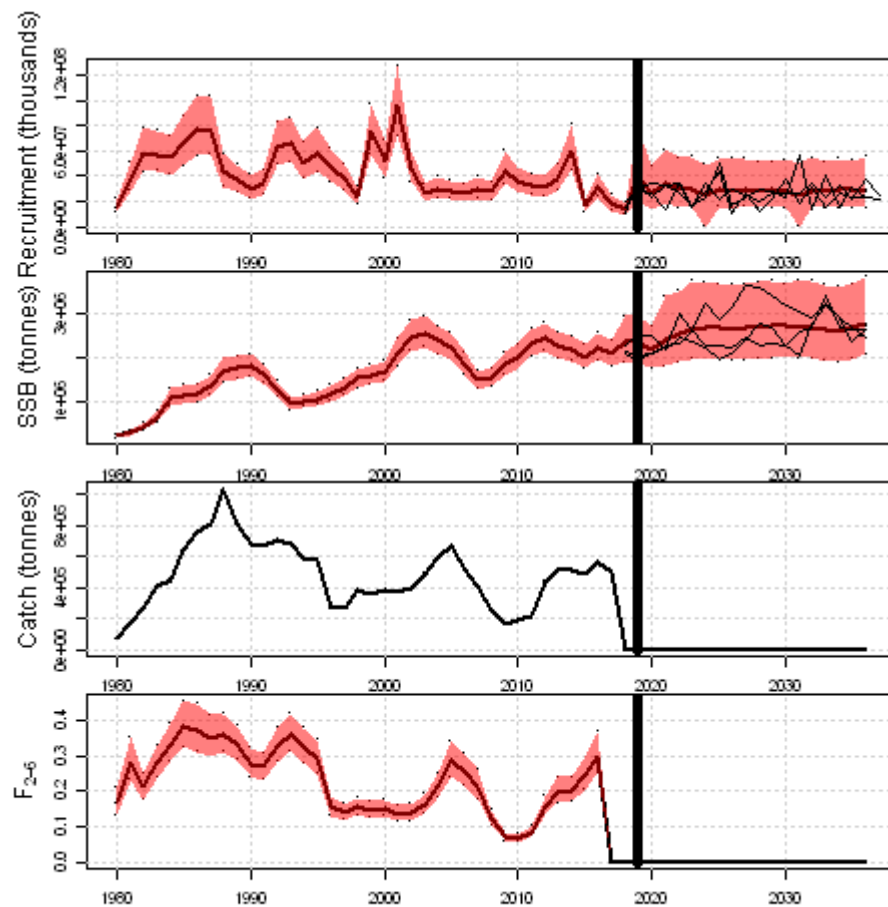 Recruitment (thousands)
1.2e+08
6.0e+07
0.0e+00
1980 1990 2000 2010 2020 2030
SSB (tonnes)
3e+06
1e+06
1980 1990 2000 2010 2020 2030
Catch (tonnes)
8e+05
4e+05
0e+00
1980 1990 2000 2010 2020 2030
F2-6
0.4
0.3
0.2
0.1
0.0
1980 1990 2000 2010 2020 2030